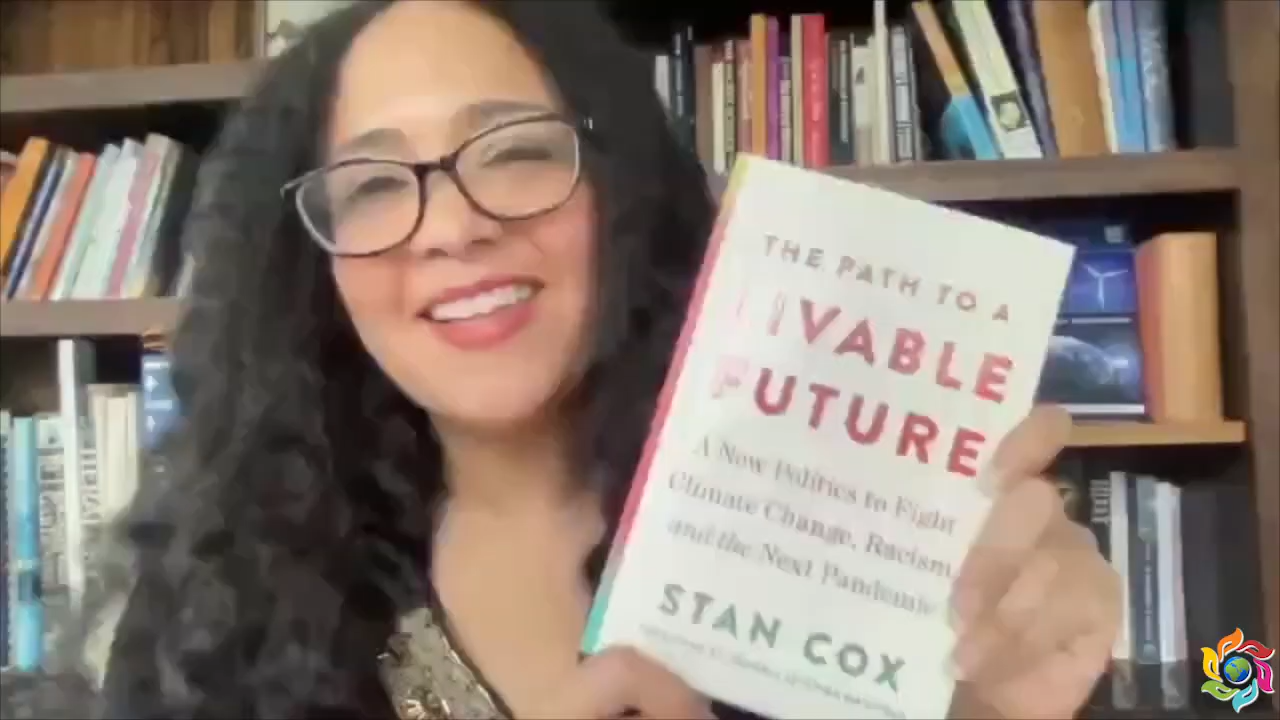 THE PATH TO A
LIVABLE
FUTURE
A New Politics to Fight
Climate Change, Racism,
and the Next Pandemic
STAN COX